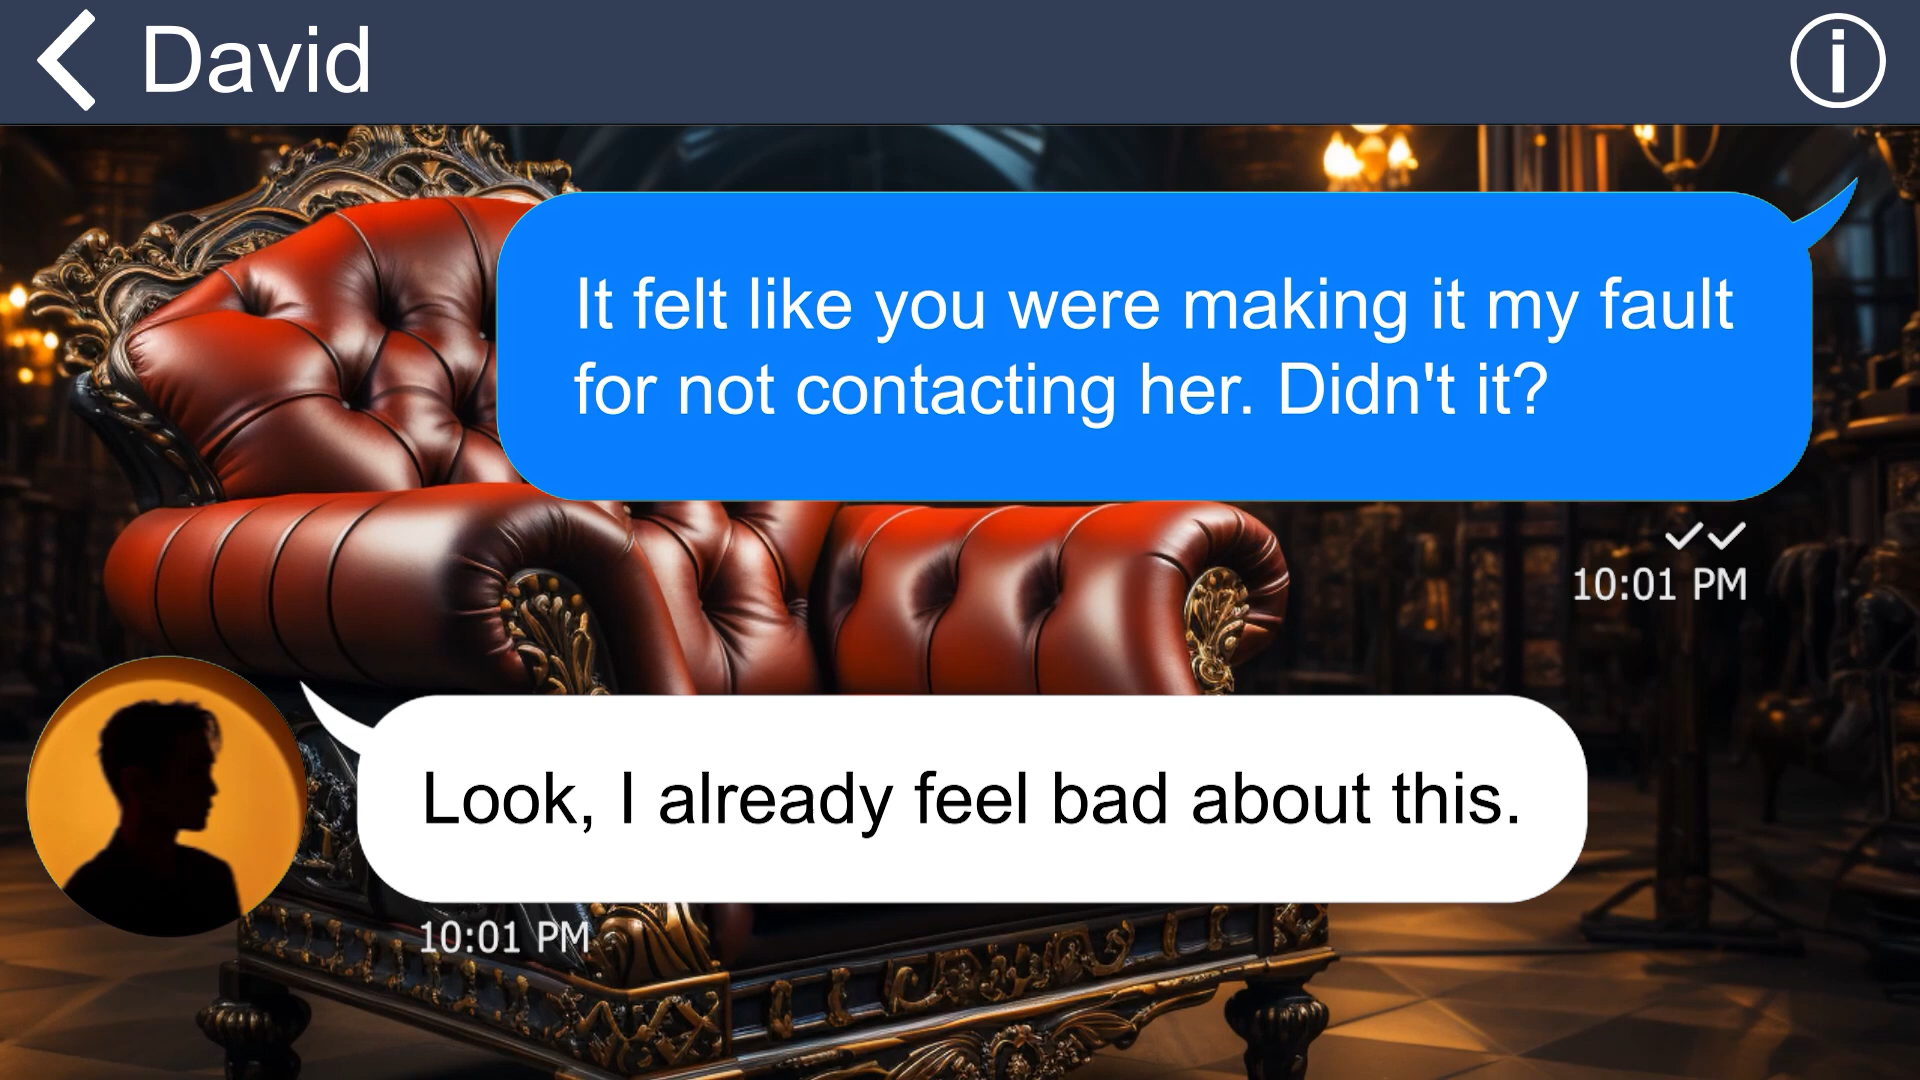 David
It felt like you were making it my fault
for not contacting her. Didn't it?
10:01 PM
Look, I already feel bad about this.
10:01 PM